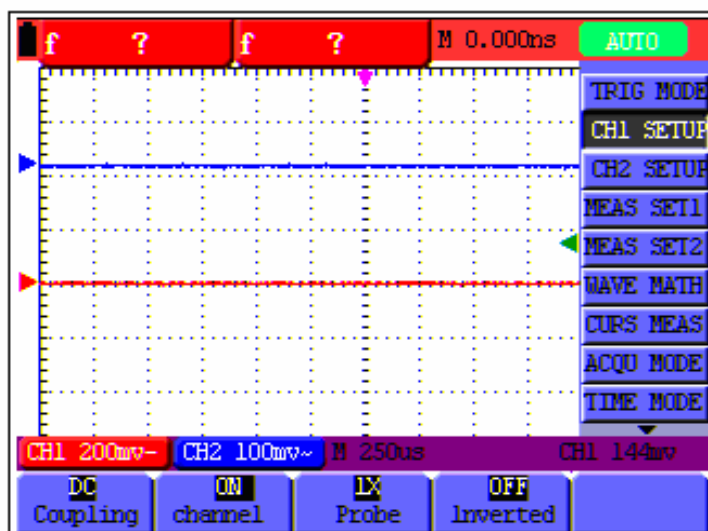 f ? f ? M 0.000ns AUTO
TRIG MODE
CH1 SETUP
CH2 SETUP
MEAS SET1
MEAS SET2
WAVE MATH
CURS MEAS
ACQU MODE
TIME MODE
CH1 200mv- CH2 100mv~ M 250us CH1 144mv
DC ON 1X OFF
Coupling channel Probe Inverted